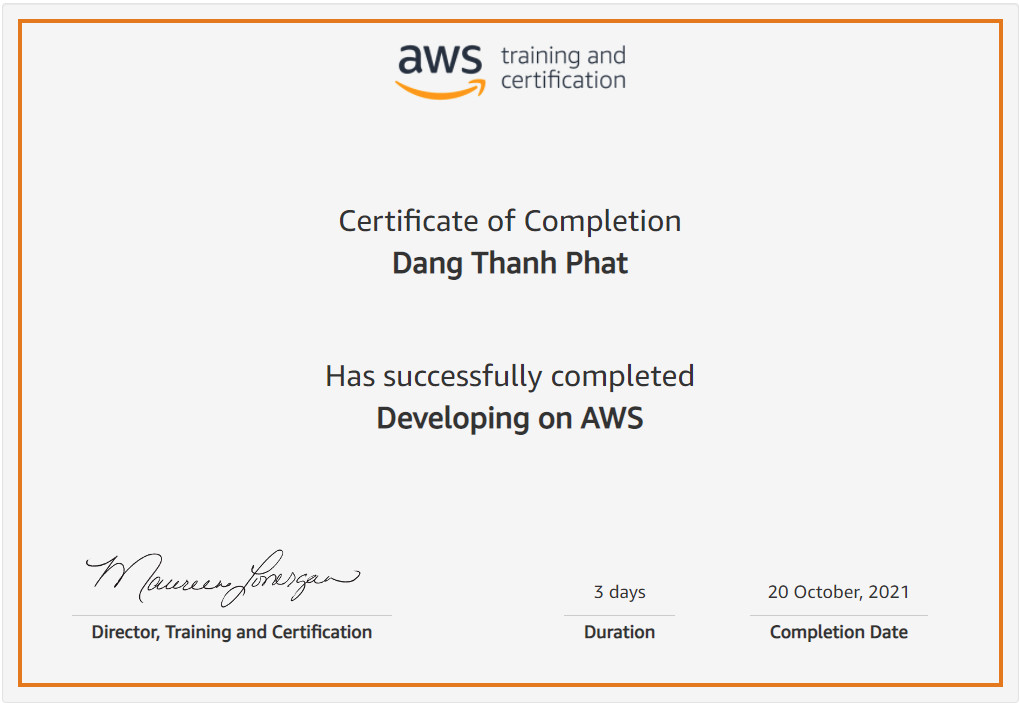 aws training and
certification
Certificate of Completion
Dang Thanh Phat
Has successfully completed
Developing on AWS
Maureen Lonergan
Director, Training and Certification
3 days
Duration
20 October, 2021
Completion Date